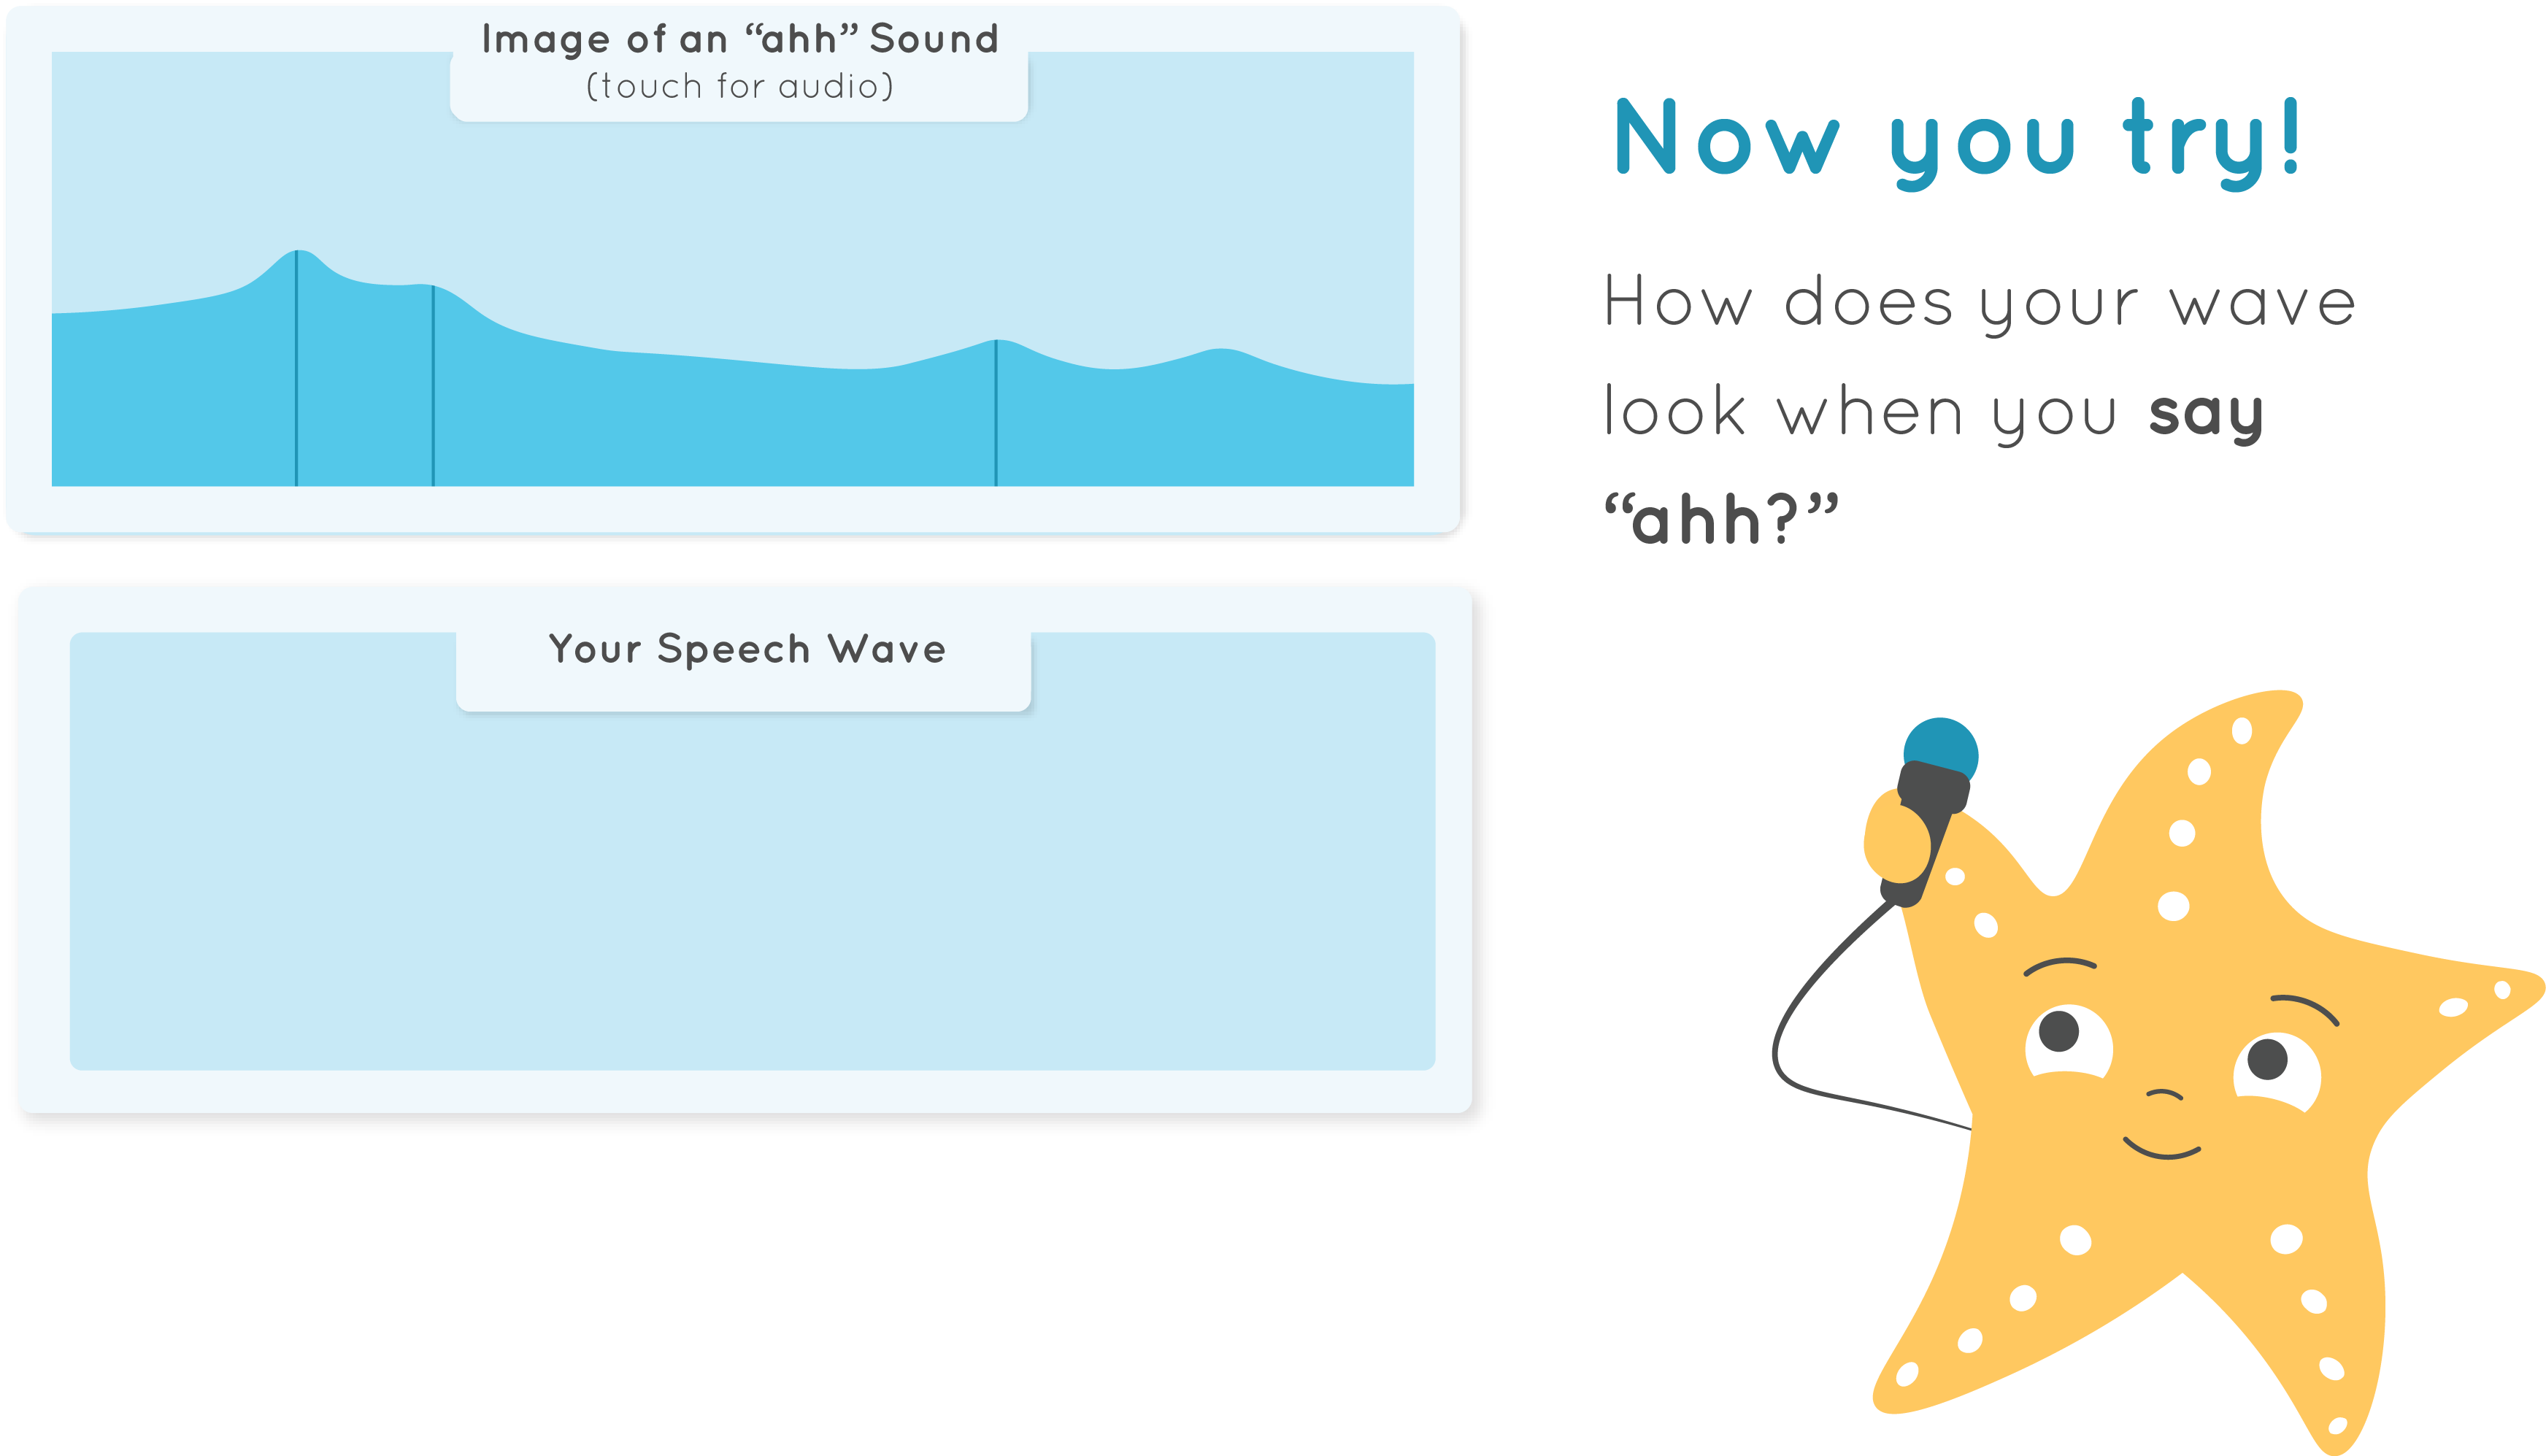 Image of an “ahh” Sound
(touch for audio)
Your Speech Wave
Now you try!
How does your wave
look when you say
“ahh?”